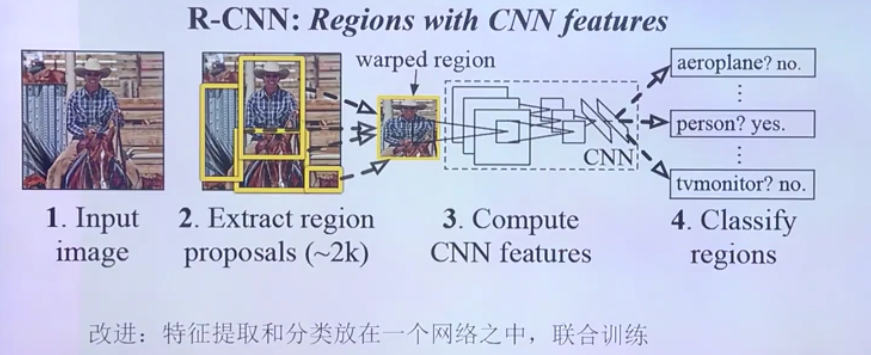 R-CNN: Regions with CNN features
warped region
aeroplane? no.
⋮
person? yes.
⋮
tvmonitor? no.
CNN
1. Input
image
2. Extract region
proposals (~2k)
3. Compute
CNN features
4. Classify
regions
改进：特征提取和分类放在一个网络之中，联合训练